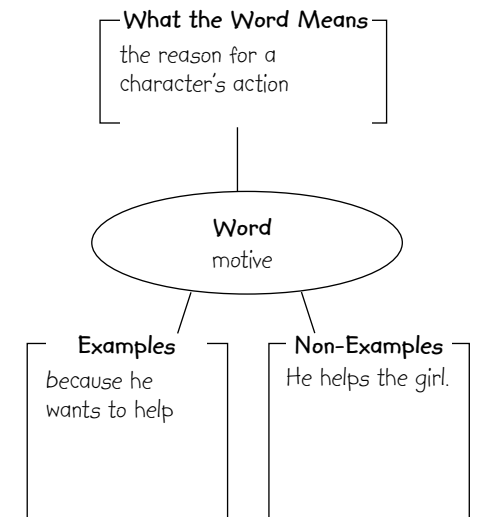 What the Word Means
the reason for a
character's action
Word
motive
Examples
because he
wants to help
Non-Examples
He helps the girl.